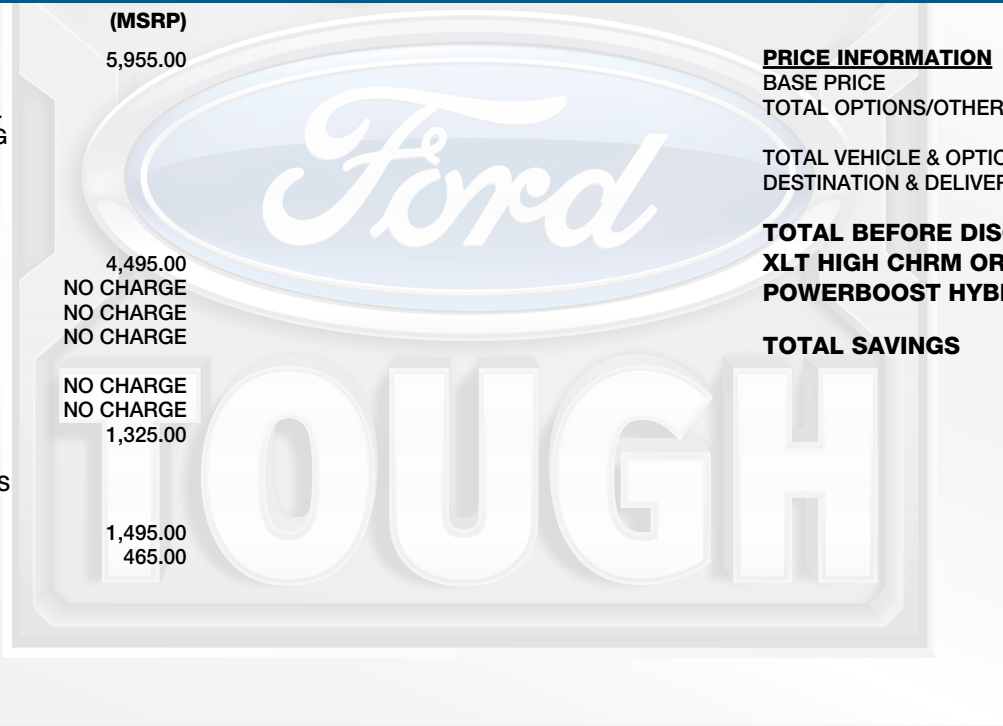 (MSRP)
5,955.00
G
4,495.00
NO CHARGE
NO CHARGE
NO CHARGE
NO CHARGE
NO CHARGE
1,325.00
S
1,495.00
465.00
Ford
TOUGH
PRICE INFORMATION
BASE PRICE
TOTAL OPTIONS/OTHER
TOTAL VEHICLE & OPTIO
DESTINATION & DELIVER
TOTAL BEFORE DIS
XLT HIGH CHRM OR
POWERBOOST HYB
TOTAL SAVINGS